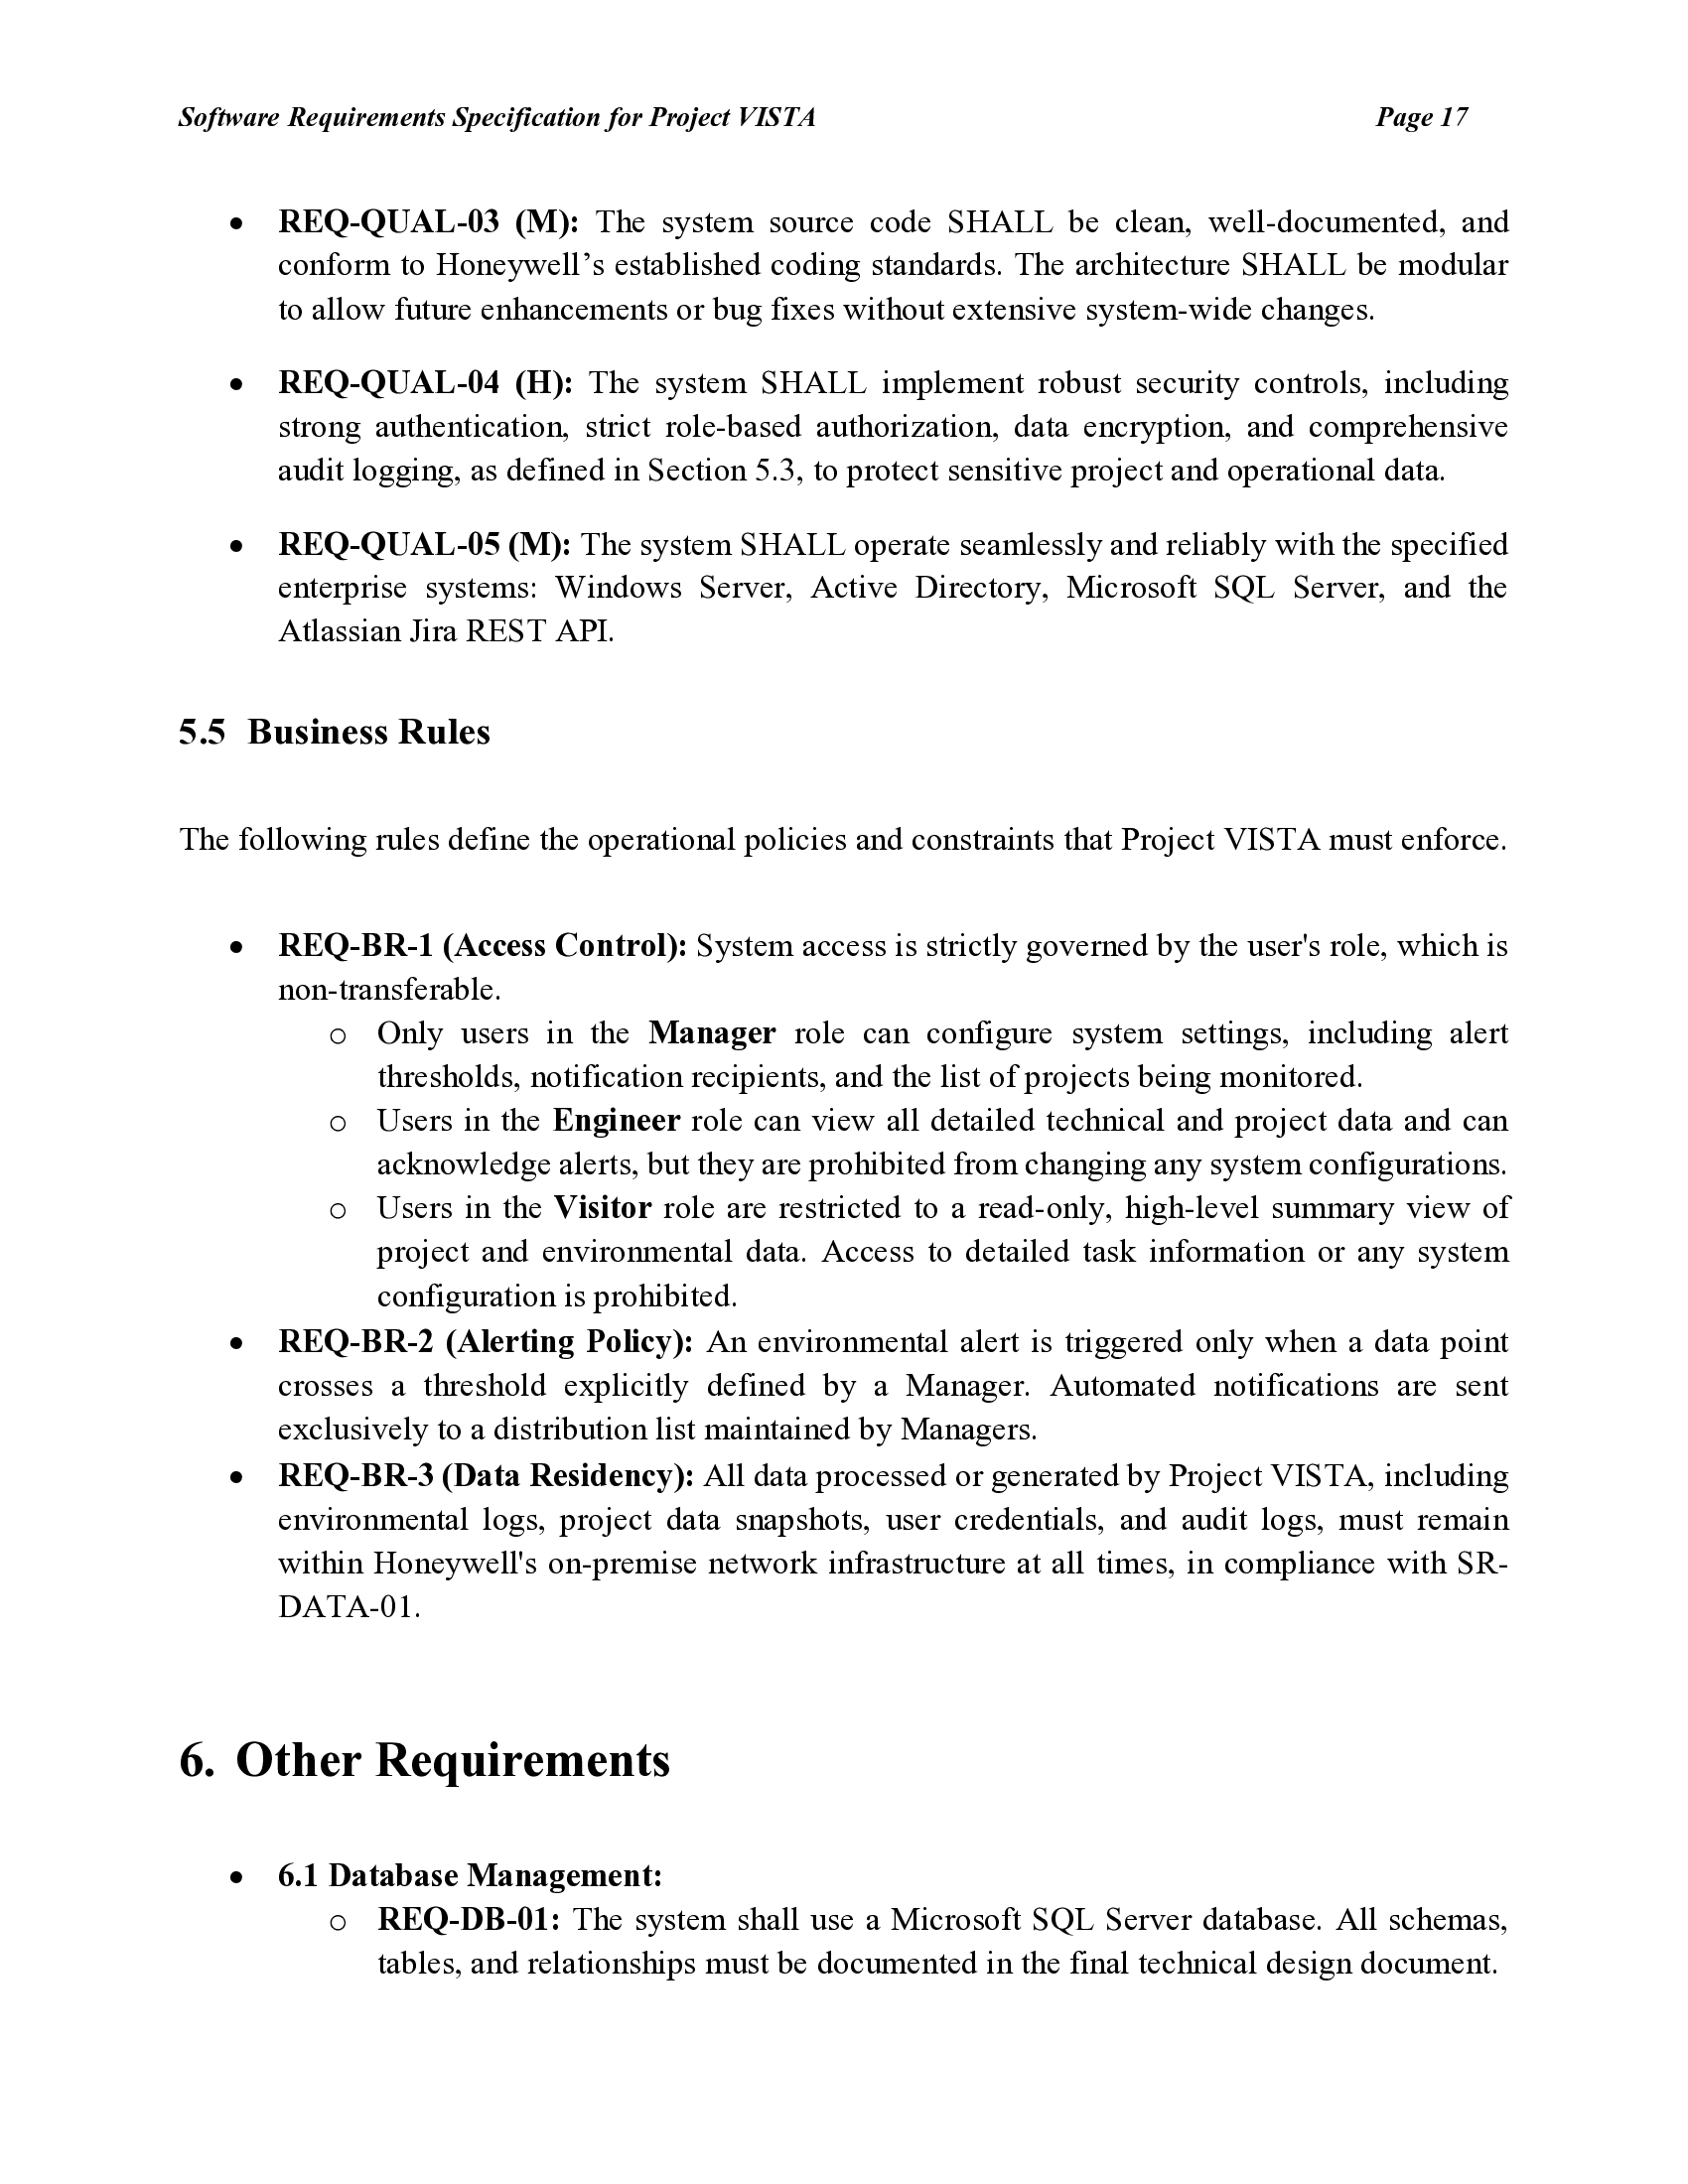 Software Requirements Specification for Project VISTA Page 17
• REQ-QUAL-03 (M): The system source code SHALL be clean, well-documented, and
conform to Honeywell’s established coding standards. The architecture SHALL be modular
to allow future enhancements or bug fixes without extensive system-wide changes.
• REQ-QUAL-04 (H): The system SHALL implement robust security controls, including
strong authentication, strict role-based authorization, data encryption, and comprehensive
audit logging, as defined in Section 5.3, to protect sensitive project and operational data.
• REQ-QUAL-05 (M): The system SHALL operate seamlessly and reliably with the specified
enterprise systems: Windows Server, Active Directory, Microsoft SQL Server, and the
Atlassian Jira REST API.
5.5 Business Rules
The following rules define the operational policies and constraints that Project VISTA must enforce.
• REQ-BR-1 (Access Control): System access is strictly governed by the user's role, which is
non-transferable.
o Only users in the Manager role can configure system settings, including alert
thresholds, notification recipients, and the list of projects being monitored.
o Users in the Engineer role can view all detailed technical and project data and can
acknowledge alerts, but they are prohibited from changing any system configurations.
o Users in the Visitor role are restricted to a read-only, high-level summary view of
project and environmental data. Access to detailed task information or any system
configuration is prohibited.
• REQ-BR-2 (Alerting Policy): An environmental alert is triggered only when a data point
crosses a threshold explicitly defined by a Manager. Automated notifications are sent
exclusively to a distribution list maintained by Managers.
• REQ-BR-3 (Data Residency): All data processed or generated by Project VISTA, including
environmental logs, project data snapshots, user credentials, and audit logs, must remain
within Honeywell's on-premise network infrastructure at all times, in compliance with SR-
DATA-01.
6. Other Requirements
• 6.1 Database Management:
o REQ-DB-01: The system shall use a Microsoft SQL Server database. All schemas,
tables, and relationships must be documented in the final technical design document.